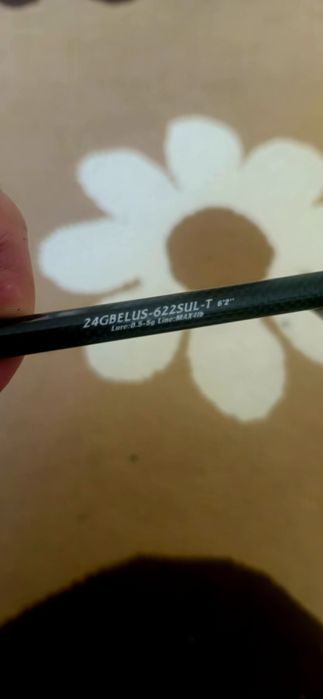 24GBELUS-622SUL-T 6'2''
Lure:0.5-5g Line:MAX4lb